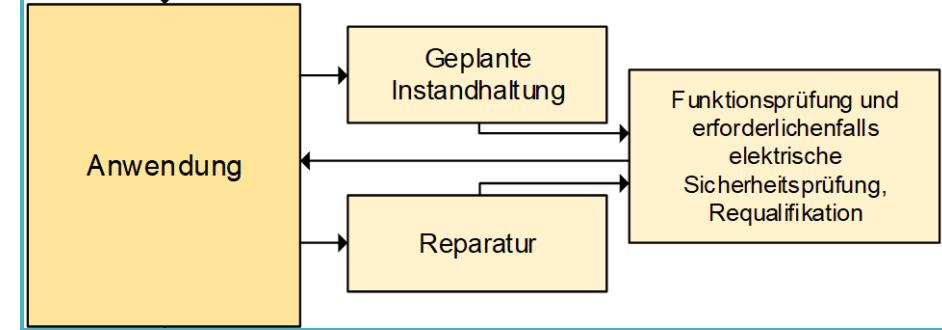 Geplante
Instandhaltung
Anwendung
Funktionsprüfung und
erforderlichenfalls
elektrische
Sicherheitsprüfung,
Requalifikation
Reparatur